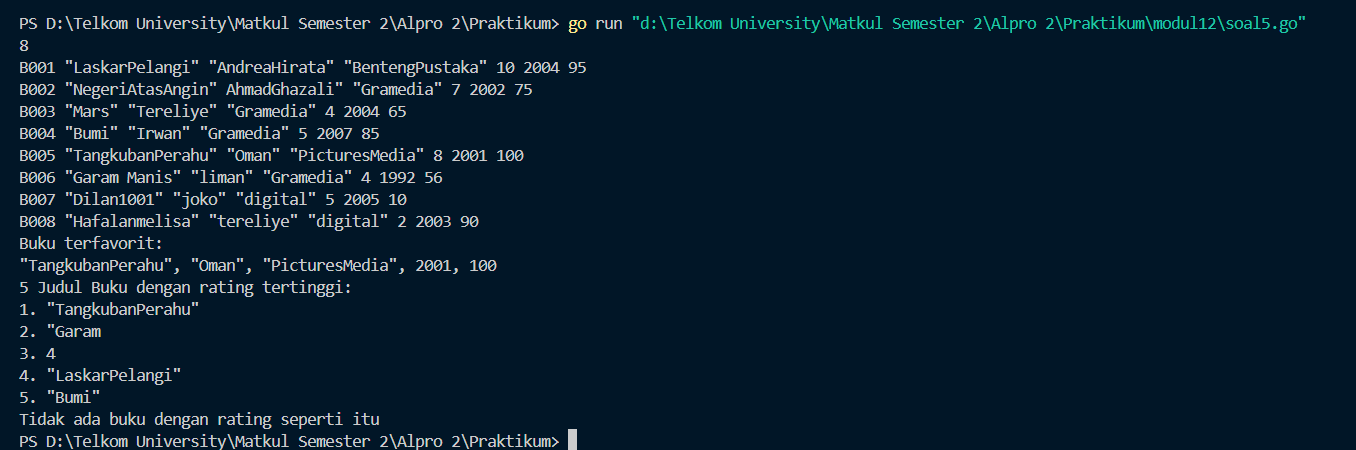 PS D:\Telkom University\Matkul Semester 2\Alpro 2\Praktikum> go run "d:\Telkom University\Matkul Semester 2\Alpro 2\Praktikum\modul12\soal5.go"
8
B001 "LaskarPelangi" "AndreaHirata" "BentengPustaka" 10 2004 95
B002 "NegeriAtasAngin" AhmadGhazali" "Gramedia" 7 2002 75
B003 "Mars" "Tereliye" "Gramedia" 4 2004 65
B004 "Bumi" "Irwan" "Gramedia" 5 2007 85
B005 "TangkubanPerahu" "Oman" "PicturesMedia" 8 2001 100
B006 "Garam Manis" "liman" "Gramedia" 4 1992 56
B007 "Dilan1001" "joko" "digital" 5 2005 10
B008 "Hafalanmelisa" "tereliye" "digital" 2 2003 90
Buku terfavorit:
"TangkubanPerahu", "Oman", "PicturesMedia", 2001, 100
5 Judul Buku dengan rating tertinggi:
1. "TangkubanPerahu"
2. "Garam
3. 4
4. "LaskarPelangi"
5. "Bumi"
Tidak ada buku dengan rating seperti itu
PS D:\Telkom University\Matkul Semester 2\Alpro 2\Praktikum>